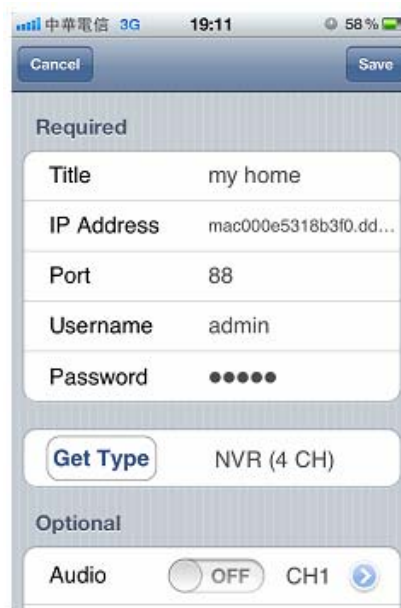 中華電信 3G 19:11 58%
Cancel Save
Required
Title my home
IP Address mac000e5318b3f0.dd...
Port 88
Username admin
Password ●●●●●
Get Type NVR (4 CH)
Optional
Audio OFF CH1